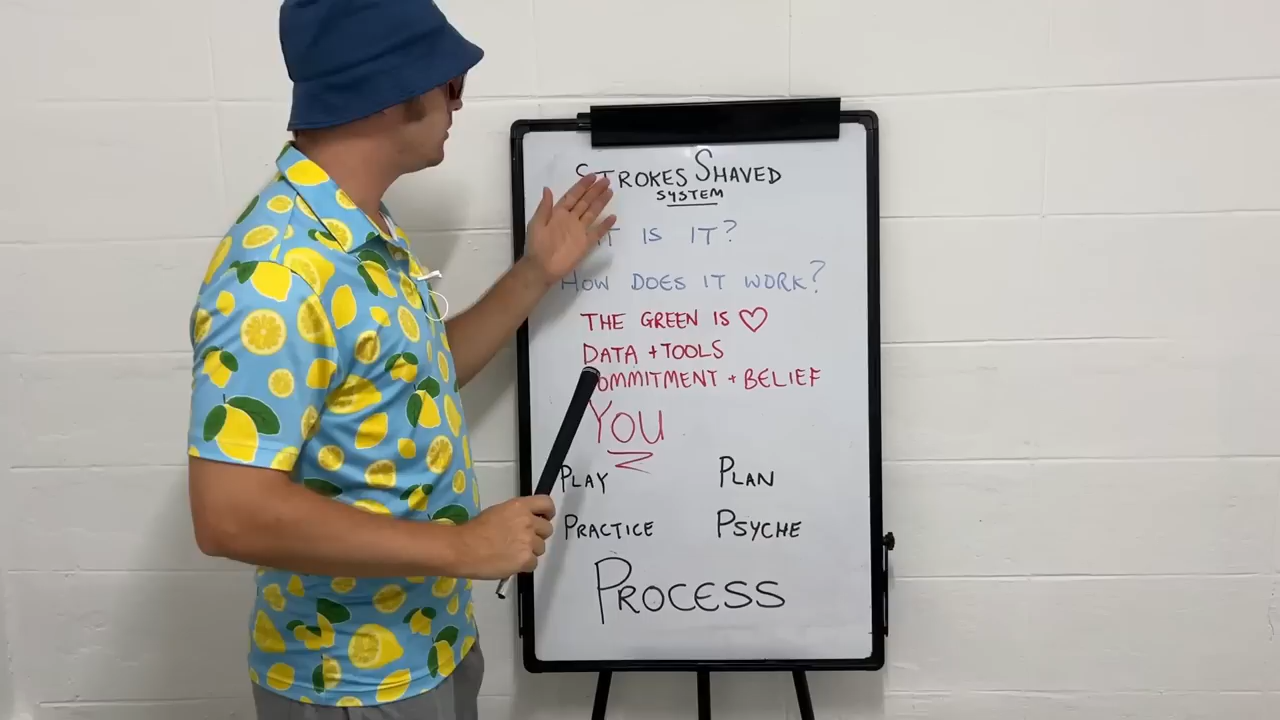 STROKES SHAVED
SYSTEM
IS IT?
HOW DOES IT WORK?
THE GREEN IS ♡
DATA + TOOLS
COMMITMENT + BELIEF
YOU
PLAY PLAN
PRACTICE PSYCHE
PROCESS